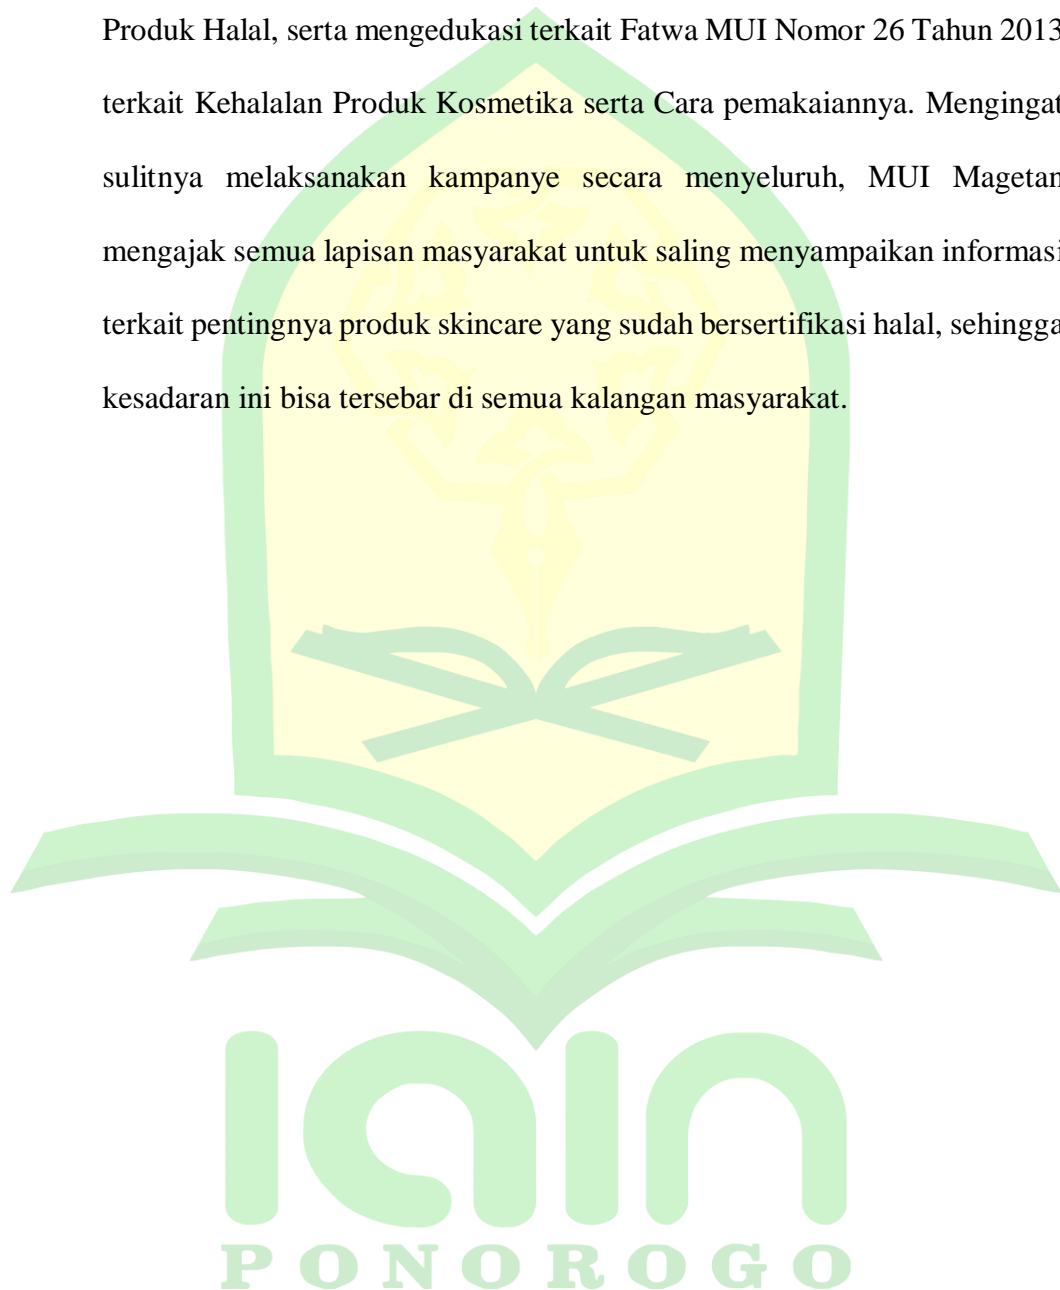 Produk Halal, serta mengedukasi terkait Fatwa MUI Nomor 26 Tahun 2013
terkait Kehalalan Produk Kosmetika serta Cara pemakaiannya. Mengingat
sulitnya melaksanakan kampanye secara menyeluruh, MUI Magetan
mengajak semua lapisan masyarakat untuk saling menyampaikan informasi
terkait pentingnya produk skincare yang sudah bersertifikasi halal, sehingga
kesadaran ini bisa tersebar di semua kalangan masyarakat.
iain
PONOROGO